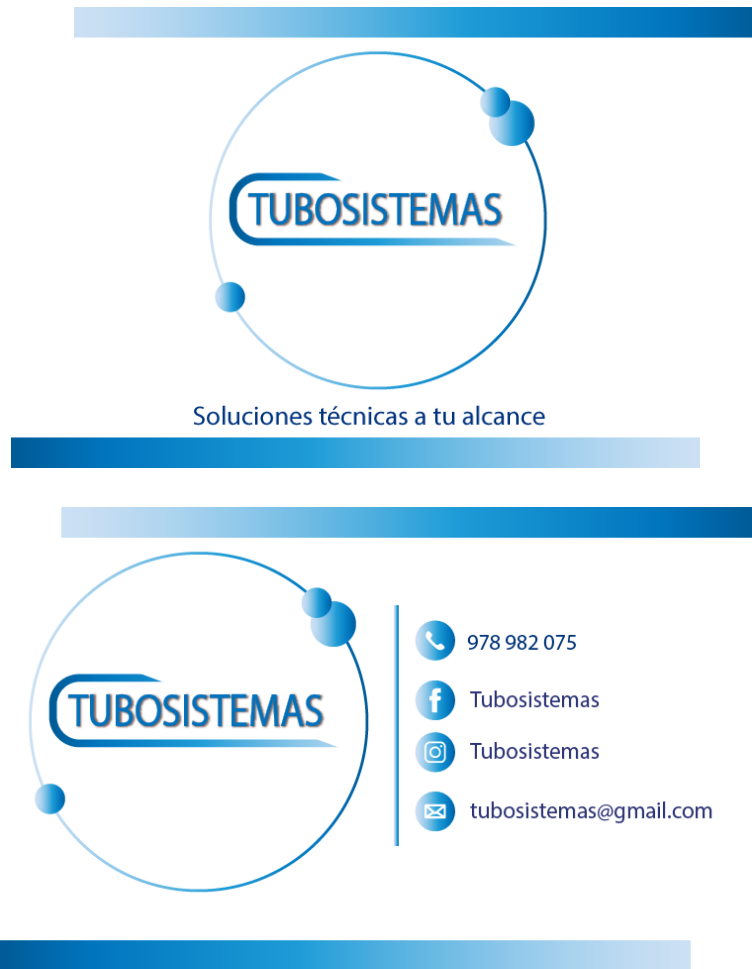 TUBOSISTEMAS
Soluciones técnicas a tu alcance
TUBOSISTEMAS
978 982 075
Tubosistemas
Tubosistemas
tubosistemas@gmail.com